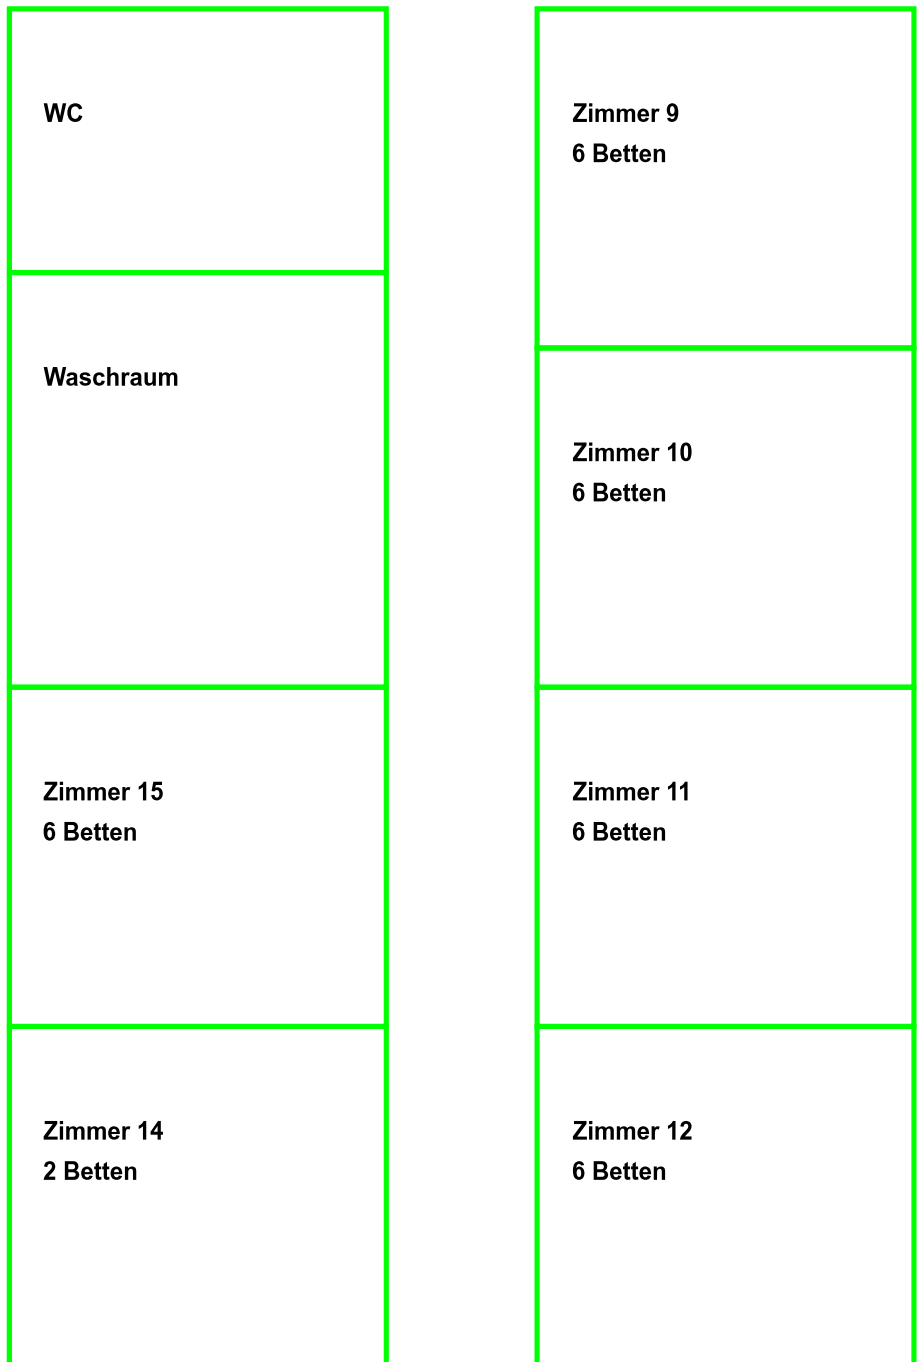 WC
Waschraum
Zimmer 15
6 Betten
Zimmer 14
2 Betten
Zimmer 9
6 Betten
Zimmer 10
6 Betten
Zimmer 11
6 Betten
Zimmer 12
6 Betten